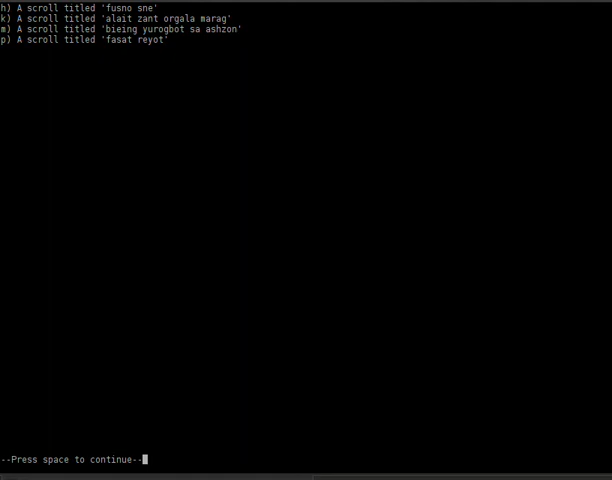 h) A scroll titled 'fusno sne'
k) A scroll titled 'alait zant orgala marag'
m) A scroll titled 'bieing yurogbot sa ashzon'
p) A scroll titled 'fasat reyot'
--Press space to continue--